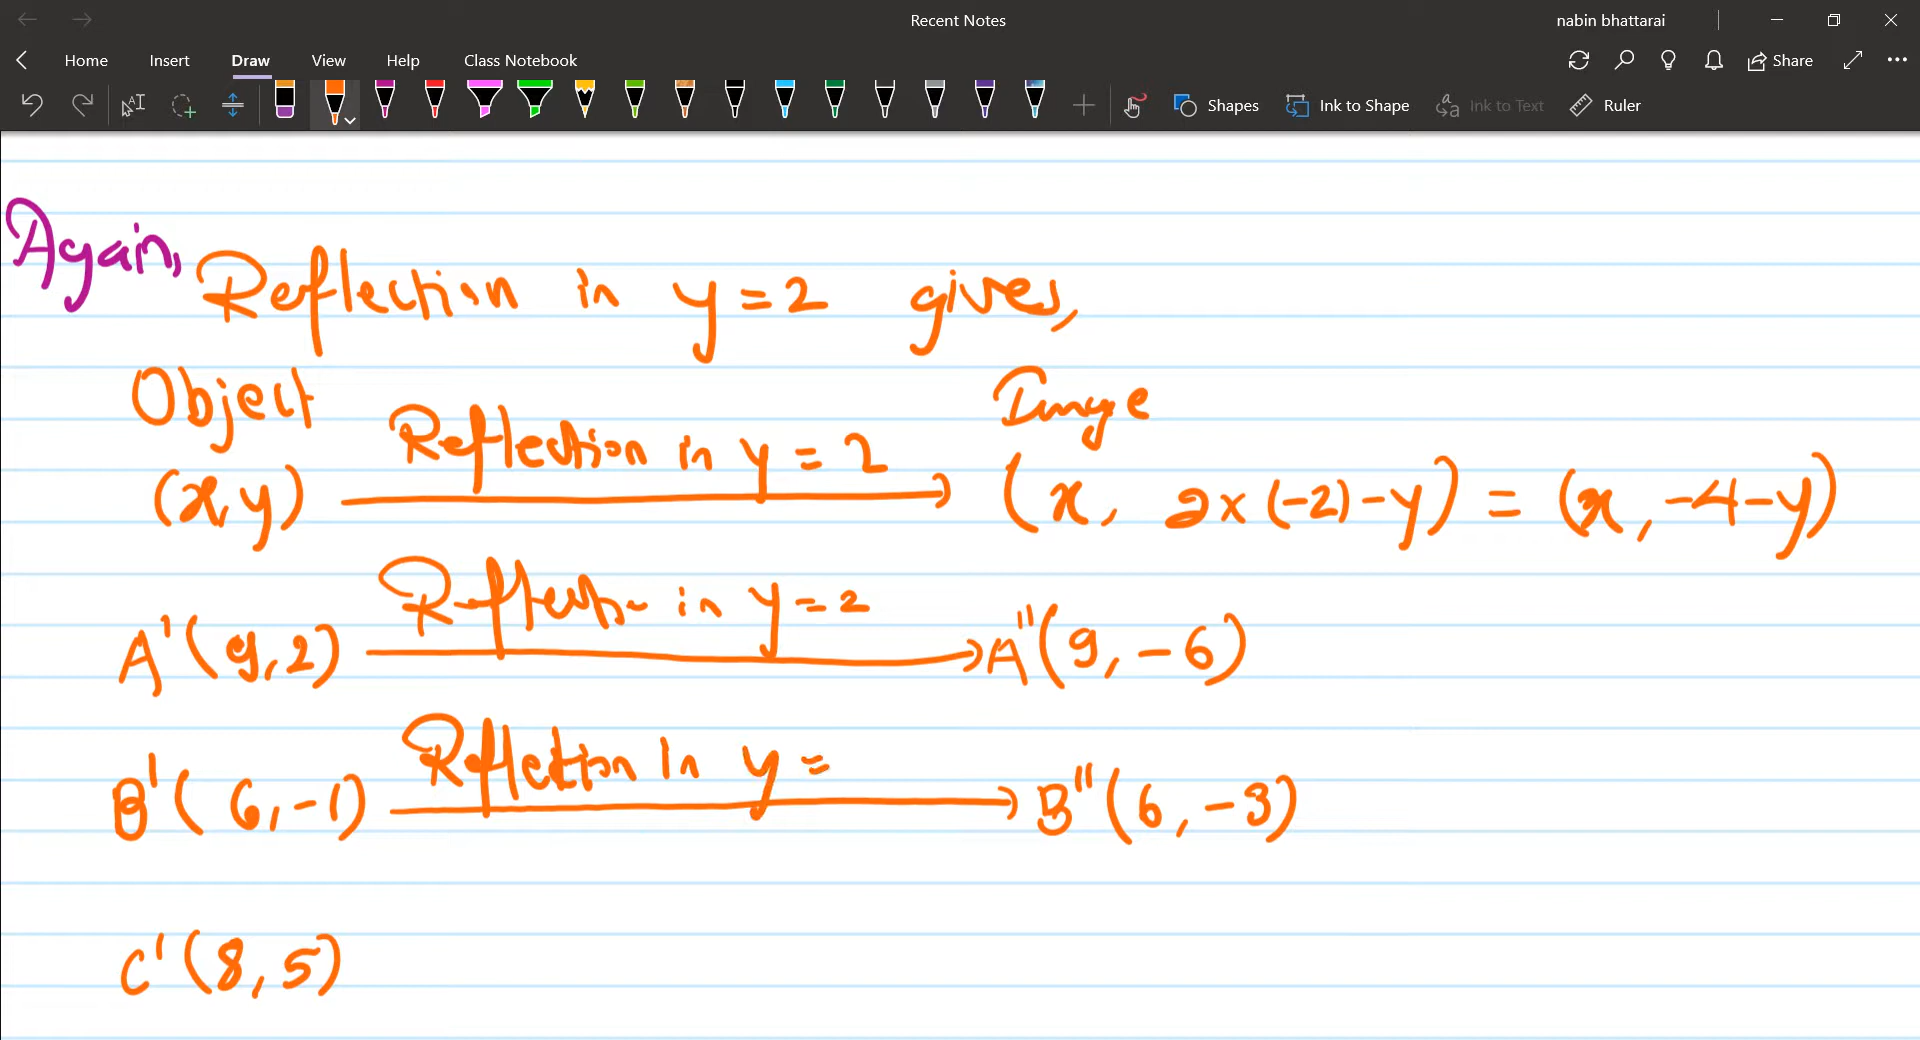 Recent Notes
nabin bhattarai
Home Insert Draw View Help Class Notebook
Share
Shapes Ink to Shape Ink to Text Ruler
Again, Reflection in y = 2 gives,
Object Image
Reflection in y = 2
(x, y) (x, 2x(-2)-y) = (x, -4-y)
Reflection in y = 2
A'(9, 2) A''(9, -6)
Reflection in y =
B'(6, -1) B''(6, -3)
C'(8, 5)